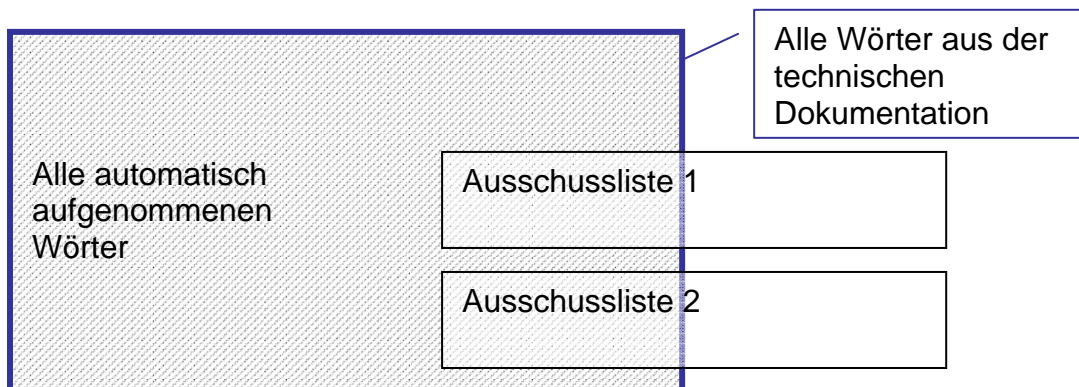 Alle Wörter aus der
technischen
Dokumentation
Alle automatisch
aufgenommenen
Wörter
Ausschussliste 1
Ausschussliste 2